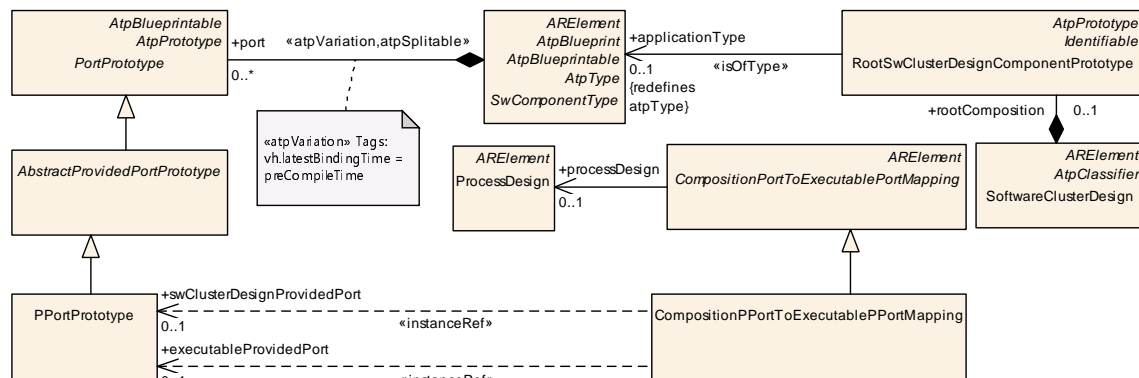 AtpBlueprintable
AtpPrototype
PortPrototype
+port
«atpVariation,atpSplitable»
0..*
ARElement
AtpBlueprint
AtpBlueprintable
AtpType
SwComponentType
+applicationType
0..1
«isOfType»
{redefines
atpType}
AtpPrototype
Identifiable
RootSwClusterDesignComponentPrototype
+rootComposition
0..1
«atpVariation» Tags:
vh.latestBindingTime =
preCompileTime
AbstractProvidedPortPrototype
ARElement
ProcessDesign
+processDesign
0..1
ARElement
CompositionPortToExecutablePortMapping
ARElement
AtpClassifier
SoftwareClusterDesign
PPortPrototype
+swClusterDesignProvidedPort
0..1
«instanceRef»
+executableProvidedPort
CompositionPPortToExecutablePPortMapping